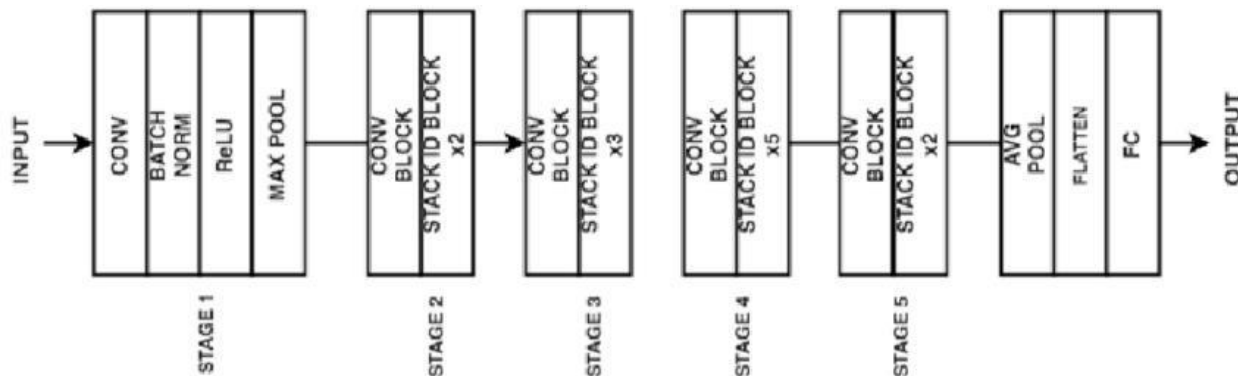 INPUT
CONV
BATCH
NORM
ReLU
MAX POOL
STAGE 1
CONV
BLOCK
STACK ID BLOCK
x2
STAGE 2
CONV
BLOCK
STACK ID BLOCK
x3
STAGE 3
CONV
BLOCK
STACK ID BLOCK
x5
STAGE 4
CONV
BLOCK
STACK ID BLOCK
x2
STAGE 5
AVG
POOL
FLATTEN
FC
OUTPUT